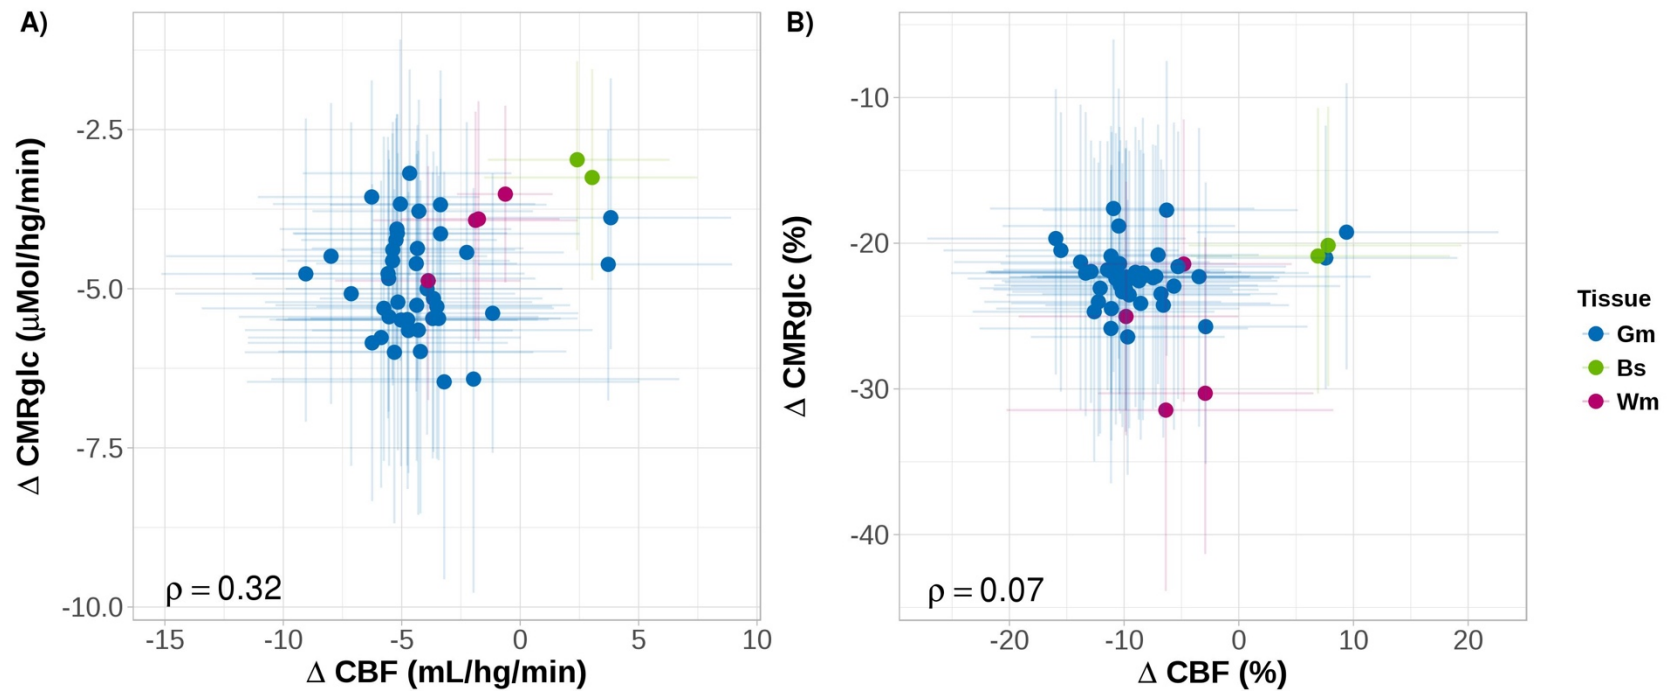 A)
Δ CMRglc (μMol/hg/min)
-2.5
-5.0
-7.5
-10.0
ρ = 0.32
-15 -10 -5 0 5 10
Δ CBF (mL/hg/min)
B)
Δ CMRglc (%)
-10
-20
-30
-40
ρ = 0.07
-20 -10 0 10 20
Δ CBF (%)
Tissue
Gm
Bs
Wm